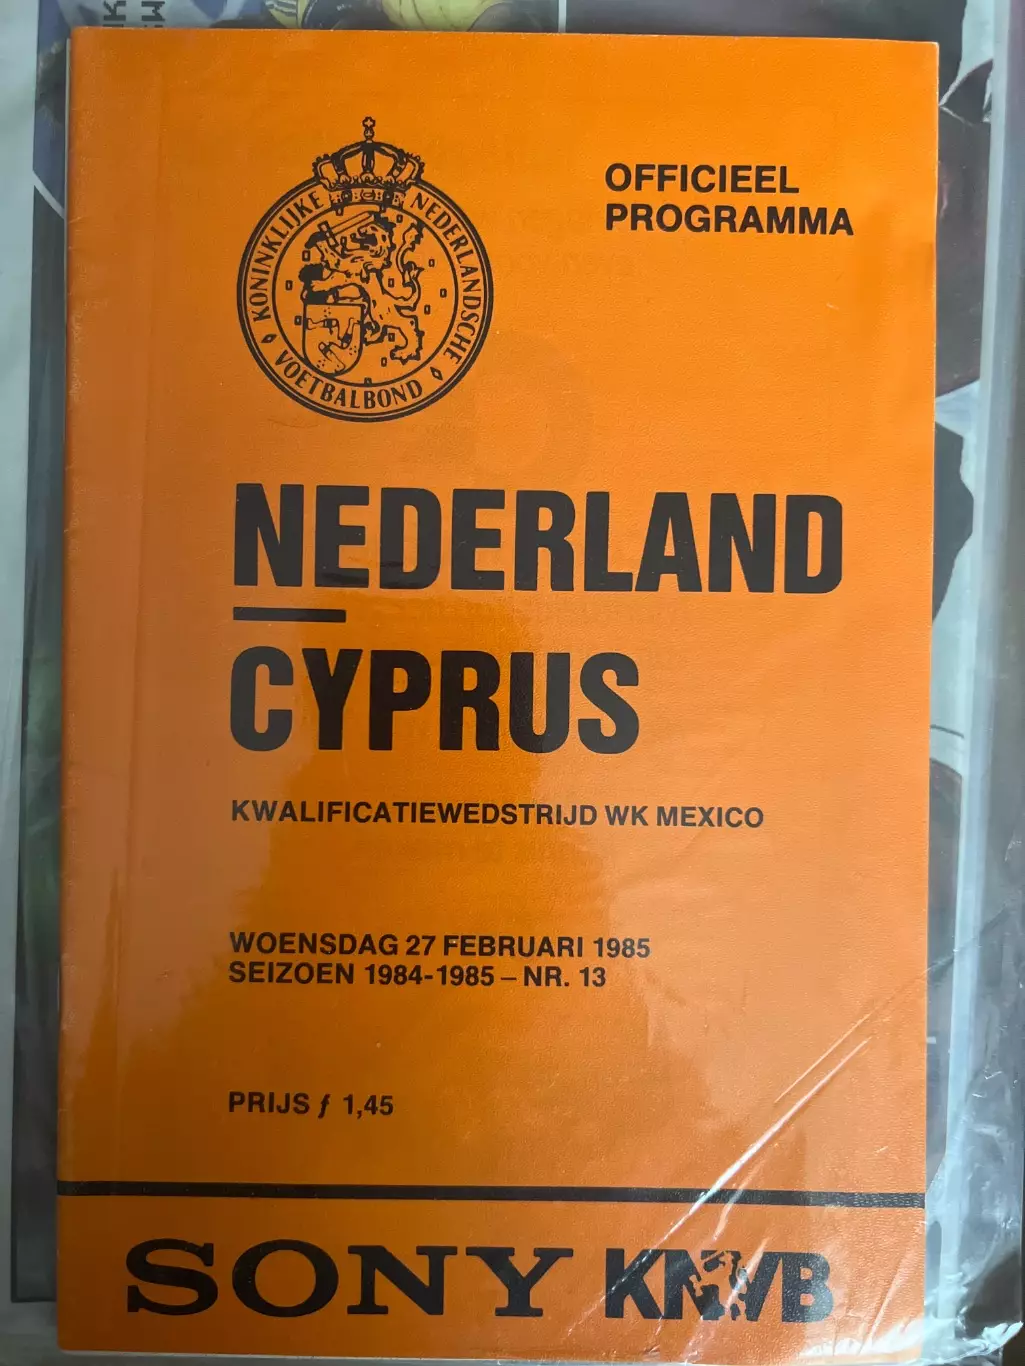 KONINKLIJKE NEDERLANDSCHE
VOETBALBOND
OFFICIEEL
PROGRAMMA
NEDERLAND
CYPRUS
KWALIFICATIEWEDSTRIJD WK MEXICO
WOENSDAG 27 FEBRUARI 1985
SEIZOEN 1984-1985 – NR. 13
PRIJS ƒ 1,45
SONY KNVB